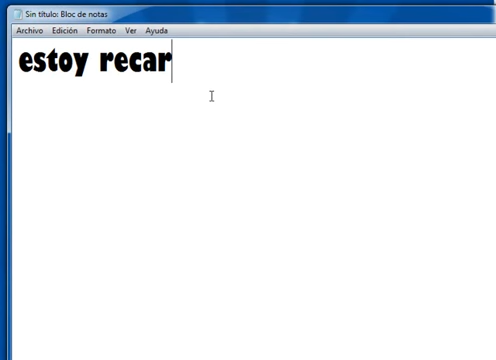 Sin título: Bloc de notas
Archivo Edición Formato Ver Ayuda
estoy recar